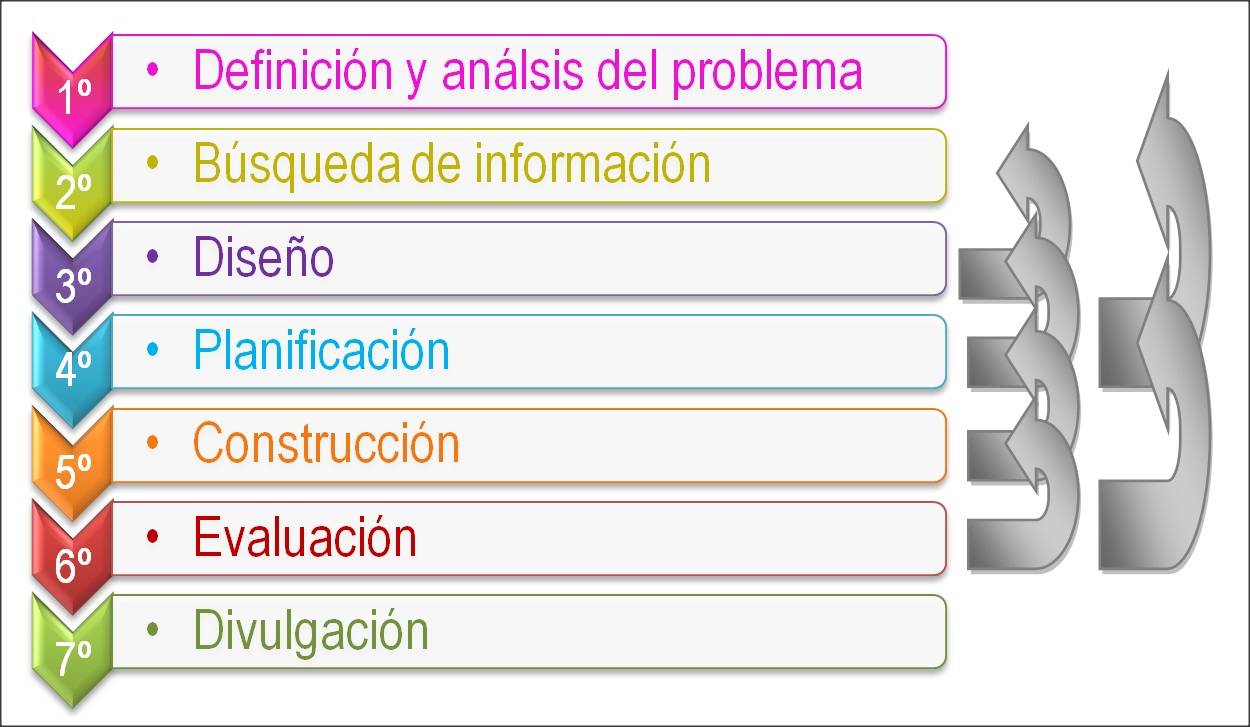 1º • Definición y análsis del problema
2º • Búsqueda de información
3º • Diseño
4º • Planificación
5º • Construcción
6º • Evaluación
7º • Divulgación